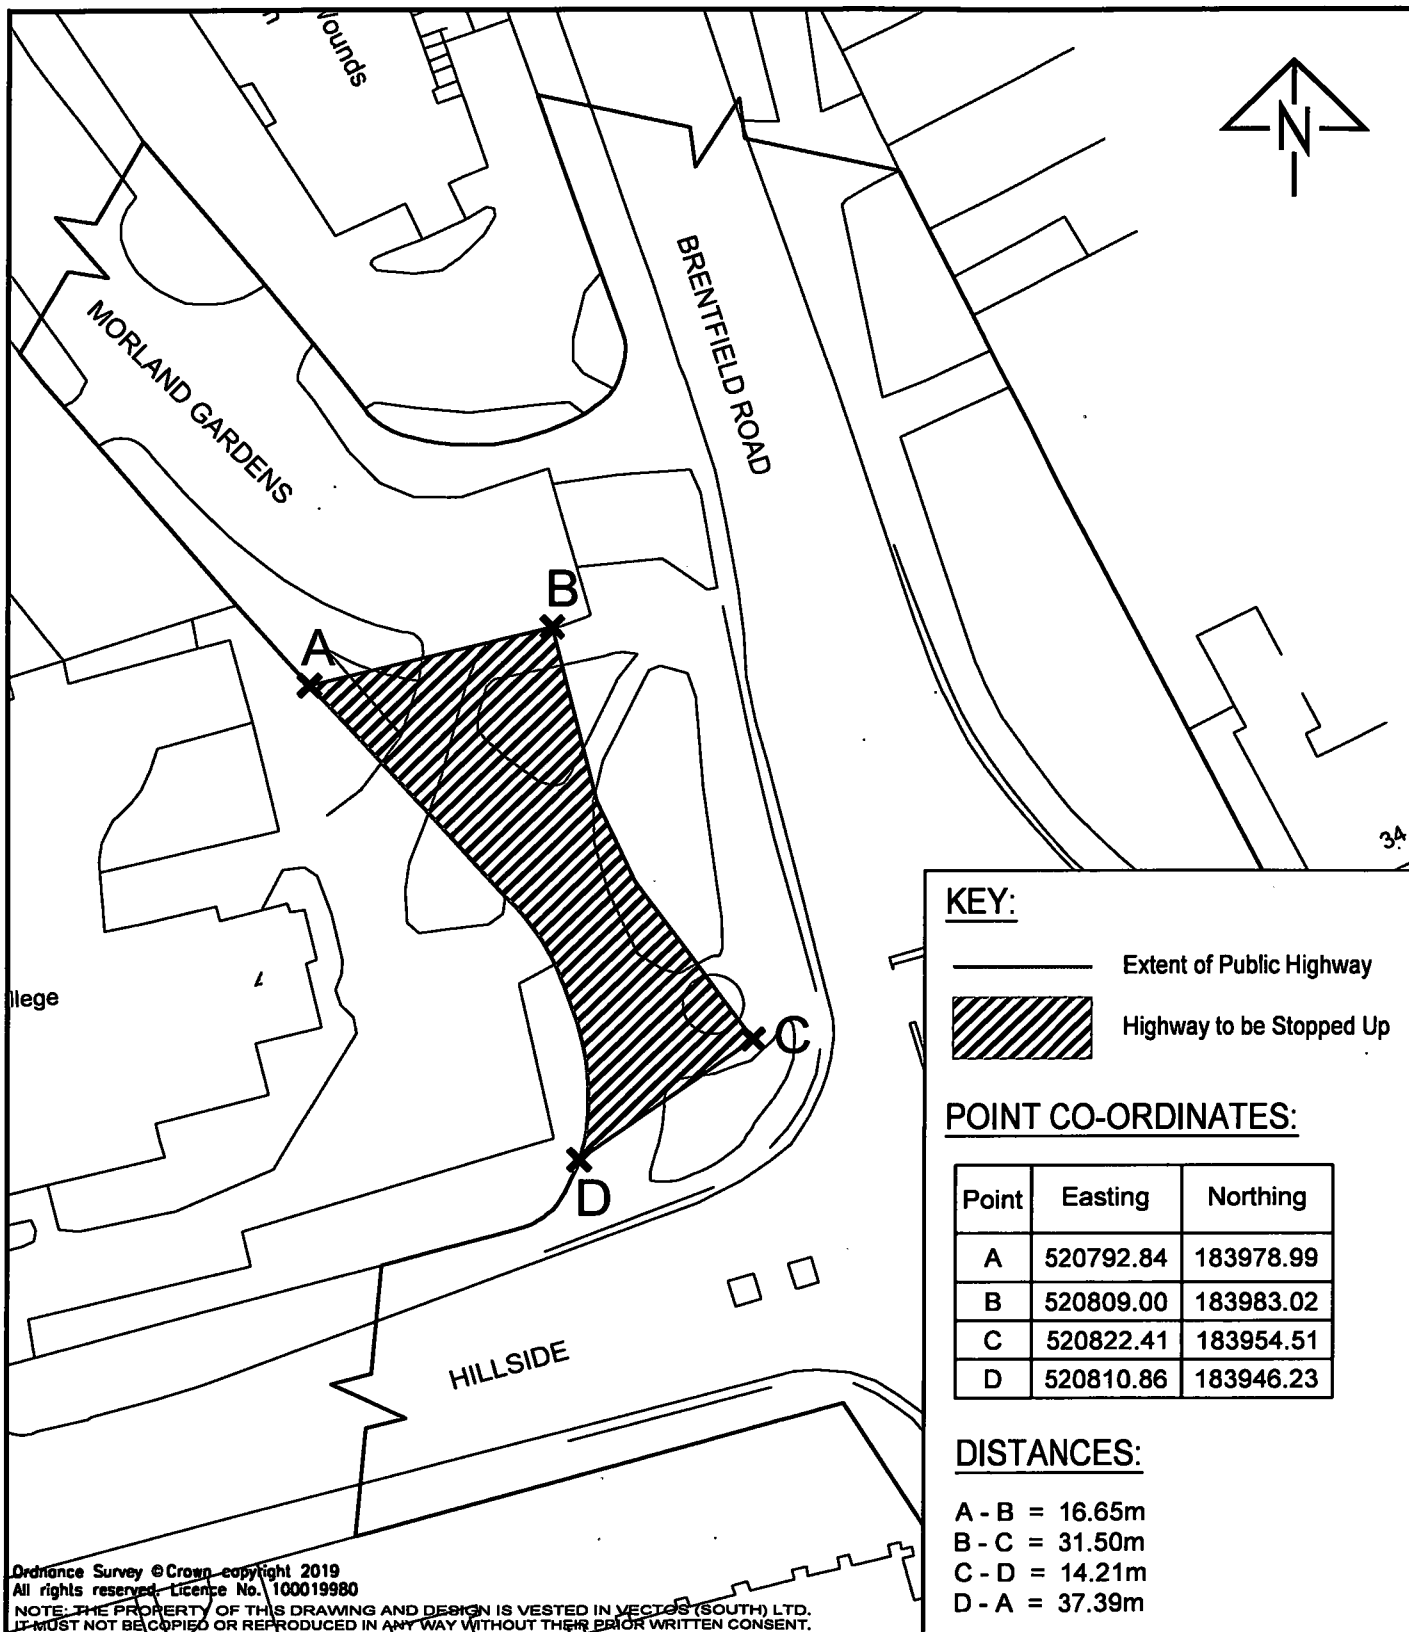 Wounds
N
BRENTFIELD ROAD
MORLAND GARDENS
B
A
34
llege
C
D
HILLSIDE
KEY:
Extent of Public Highway
Highway to be Stopped Up
POINT CO-ORDINATES:
Point Easting Northing
A 520792.84 183978.99
B 520809.00 183983.02
C 520822.41 183954.51
D 520810.86 183946.23
DISTANCES:
A - B = 16.65m
B - C = 31.50m
C - D = 14.21m
D - A = 37.39m
Ordnance Survey © Crown copyright 2019
All rights reserved. Licence No. 100019980
NOTE: THE PROPERTY OF THIS DRAWING AND DESIGN IS VESTED IN VECTOS (SOUTH) LTD.
IT MUST NOT BE COPIED OR REPRODUCED IN ANY WAY WITHOUT THEIR PRIOR WRITTEN CONSENT.